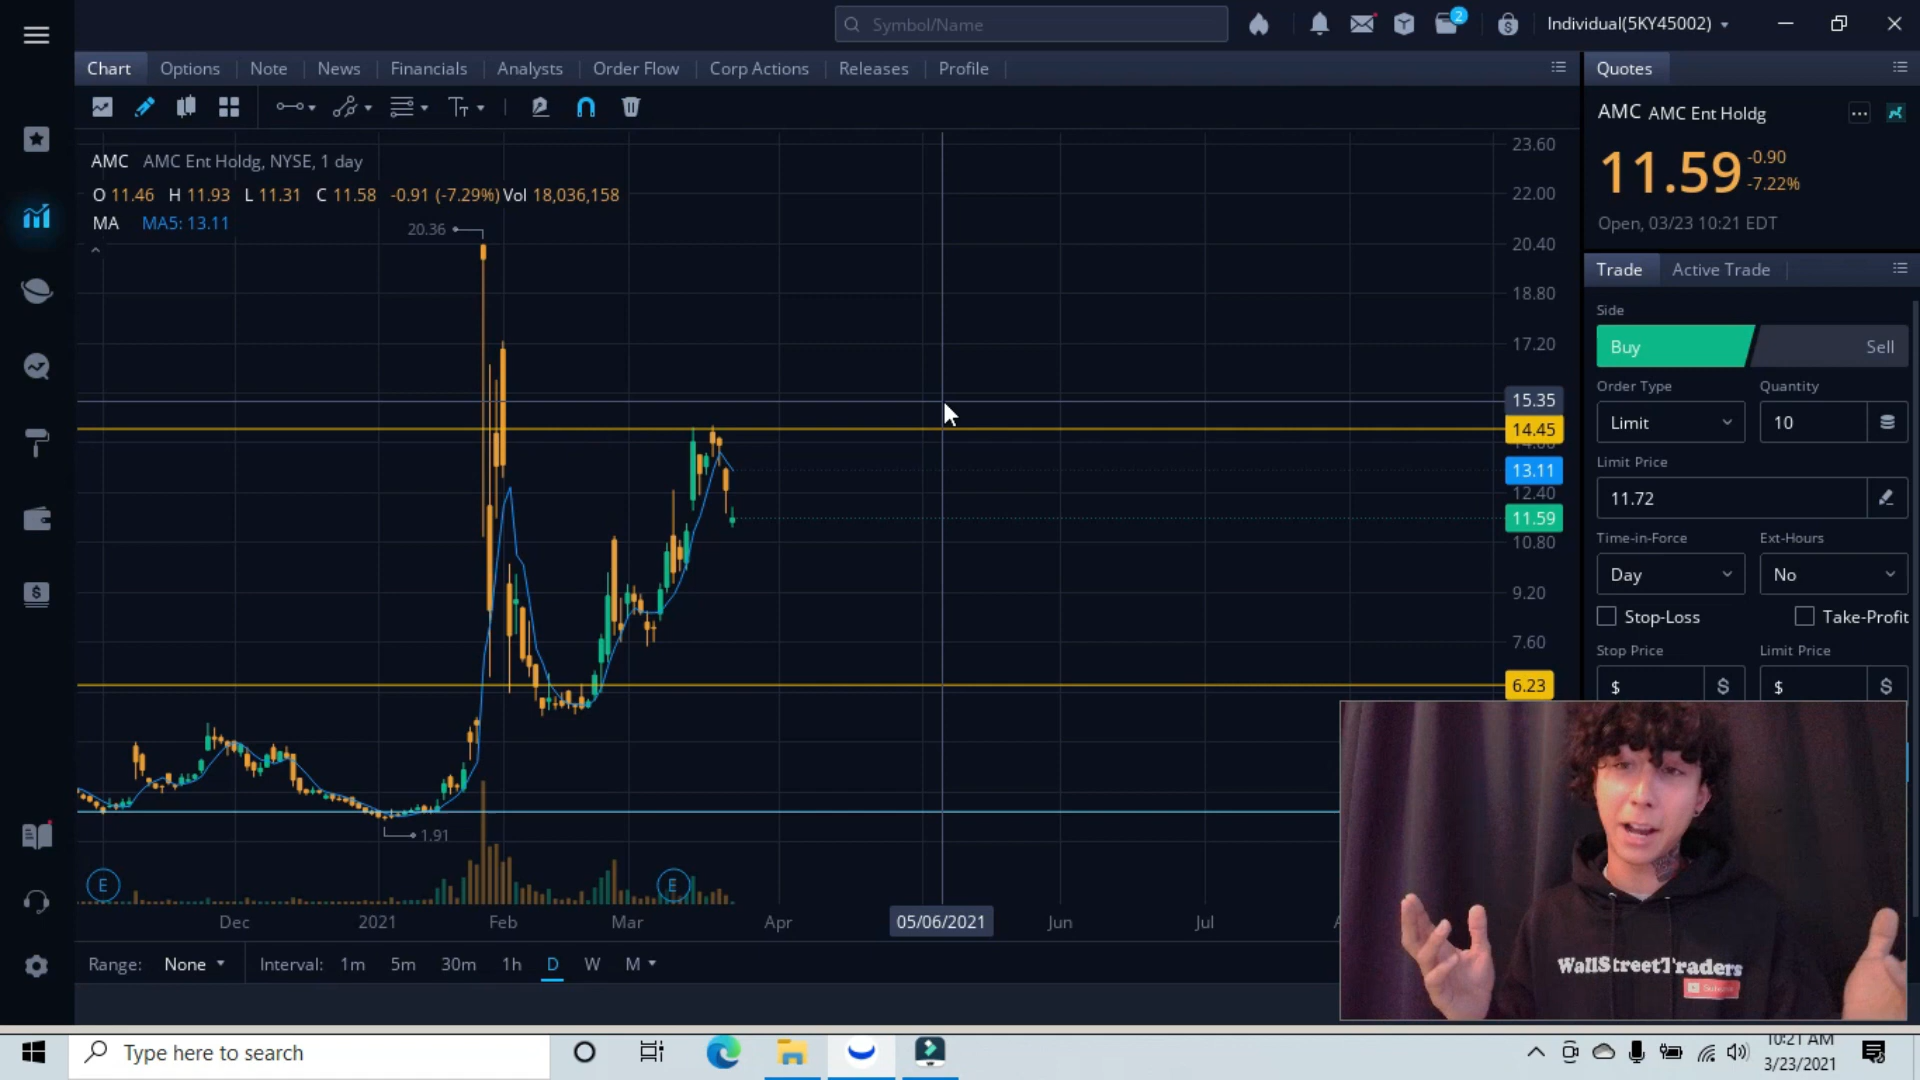 Symbol/Name
2
Individual(5KY45002)
Chart
Options
Note
News
Financials
Analysts
Order Flow
Corp Actions
Releases
Profile
Quotes
AMC AMC Ent Holdg
11.59
-0.90
-7.22%
Open, 03/23 10:21 EDT
AMC AMC Ent Holdg, NYSE, 1 day
O 11.46 H 11.93 L 11.31 C 11.58 -0.91 (-7.29%) Vol 18,036,158
MA MA5: 13.11
20.36
1.91
23.60
22.00
20.40
18.80
17.20
15.35
14.45
13.11
12.40
11.59
10.80
9.20
7.60
6.23
E
E
Dec
2021
Feb
Mar
Apr
05/06/2021
Jun
Jul
Range: None
Interval: 1m 5m 30m 1h D W M
Trade
Active Trade
Side
Buy
Sell
Order Type
Quantity
Limit
10
Limit Price
11.72
Time-in-Force
Ext-Hours
Day
No
Stop-Loss
Take-Profit
Stop Price
Limit Price
$ $
$ $
WallStreetTraders
Type here to search
10:21 AM
3/23/2021